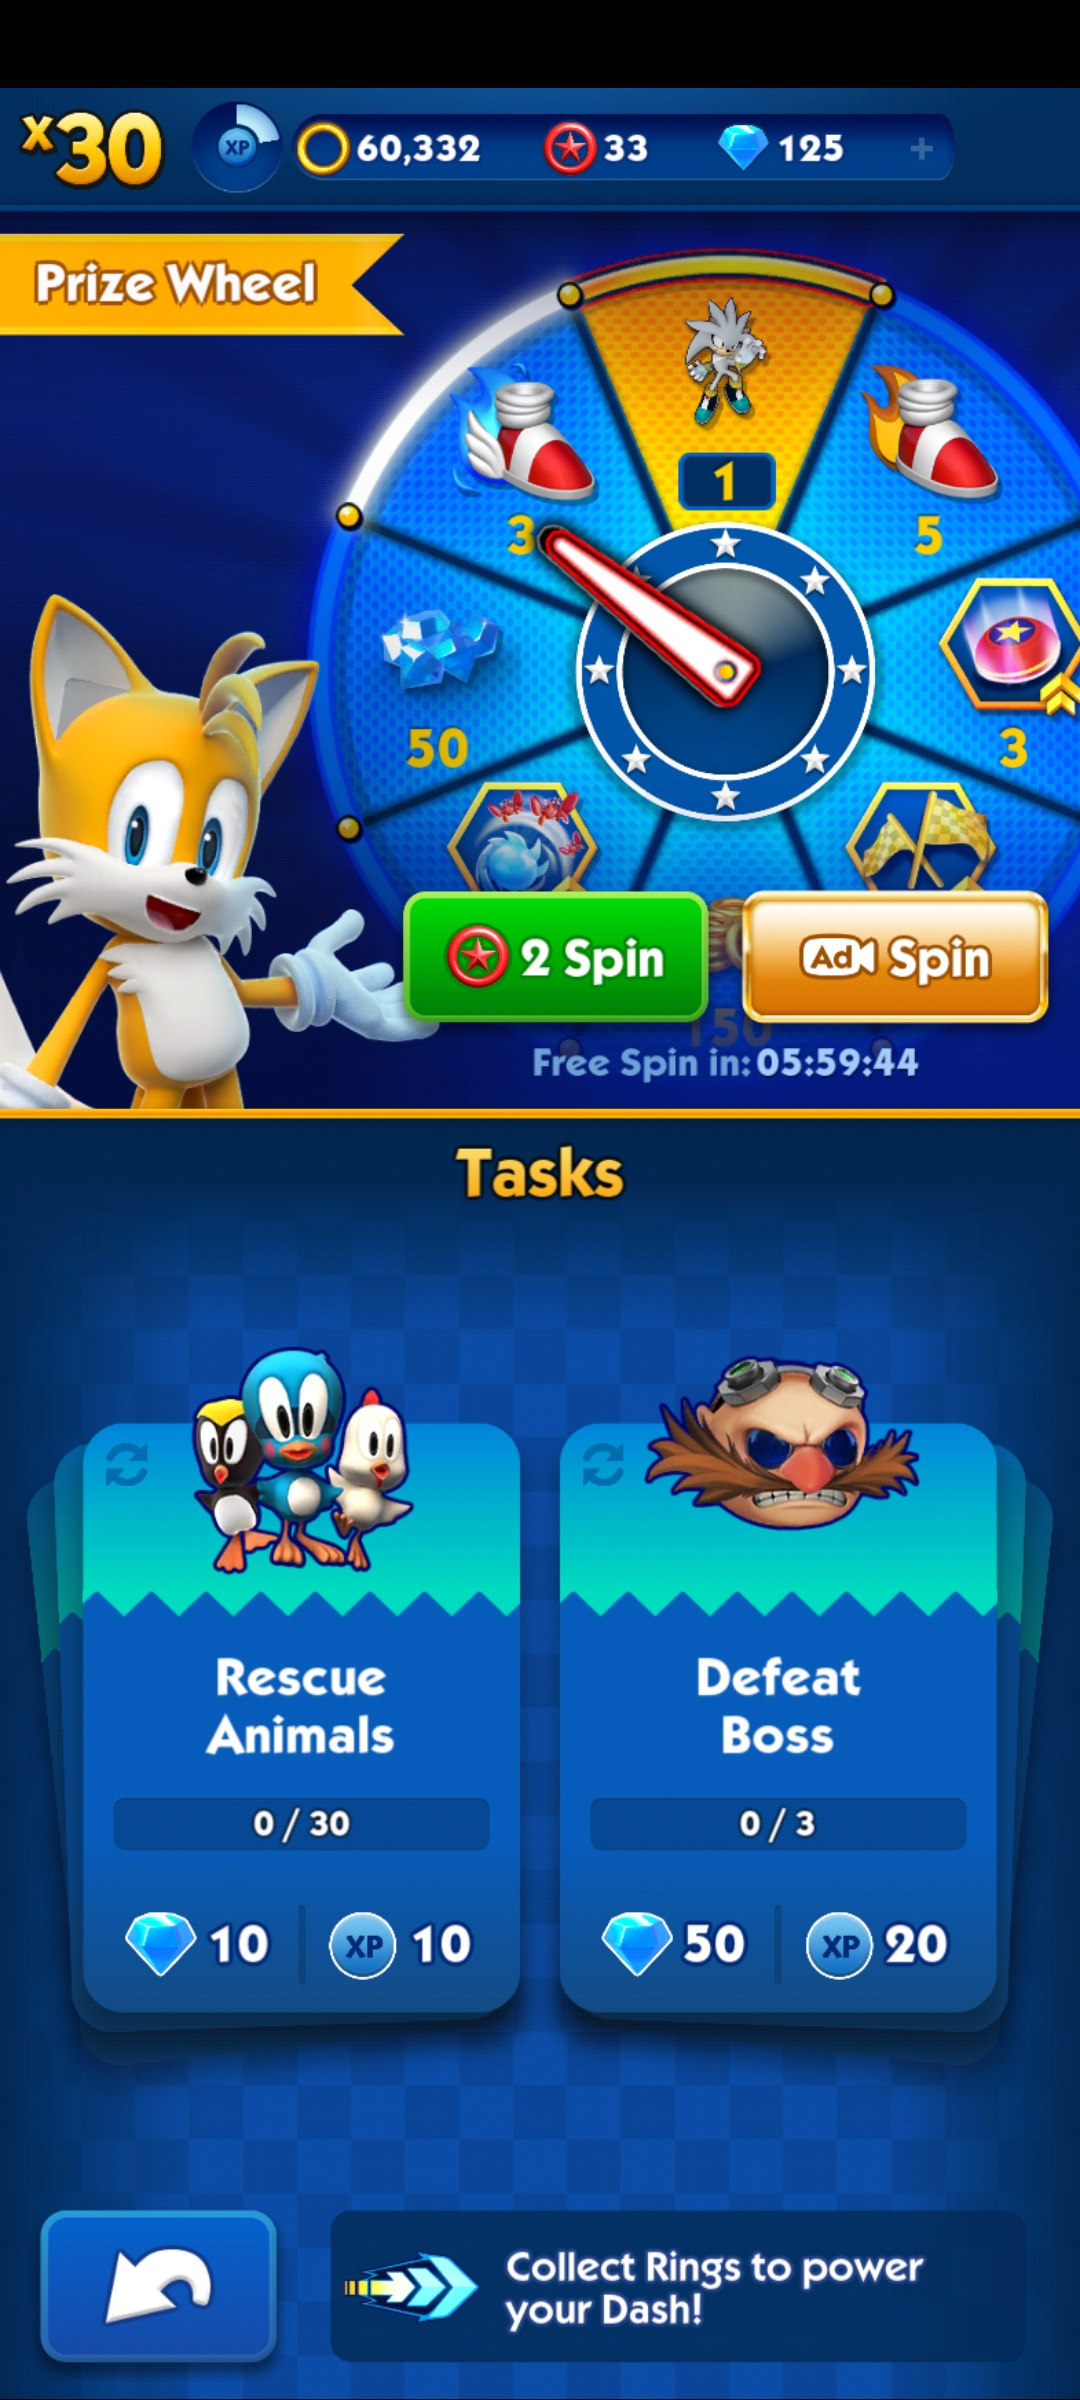 x30
XP
60,332
33
125
Prize Wheel
1
3
5
50
3
2 Spin
Ad Spin
150
Free Spin in: 05:59:44
Tasks
Rescue
Animals
0 / 30
10
XP 10
Defeat
Boss
0 / 3
50
XP 20
Collect Rings to power
your Dash!